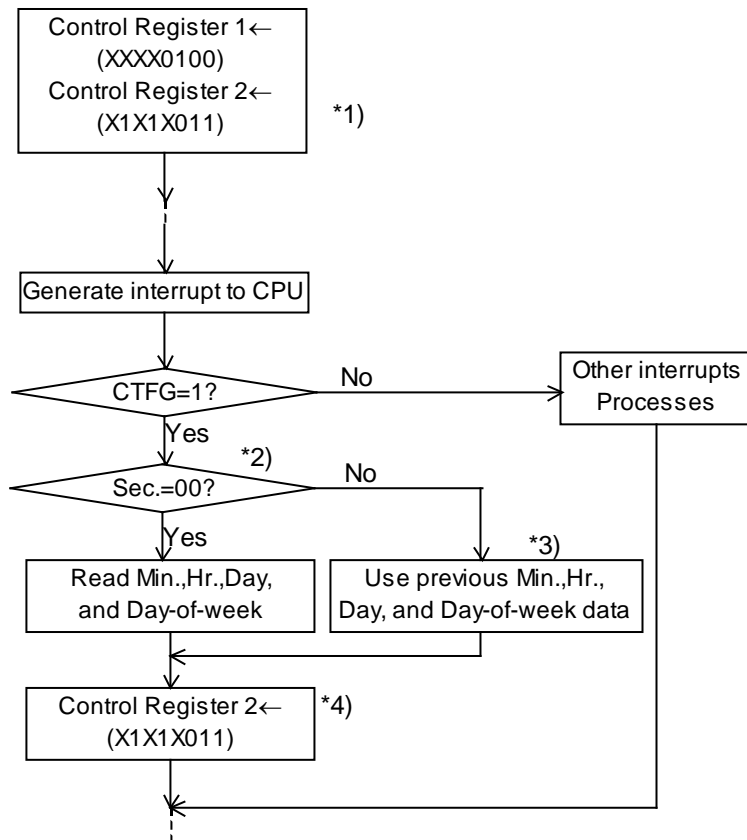 Control Register 1←
(XXXX0100)
Control Register 2←
(X1X1X011)
*1)
Generate interrupt to CPU
CTFG=1?
No
Other interrupts
Processes
Yes
*2)
Sec.=00?
No
Yes
*3)
Read Min.,Hr.,Day,
and Day-of-week
Use previous Min.,Hr.,
Day, and Day-of-week data
Control Register 2←
(X1X1X011)
*4)